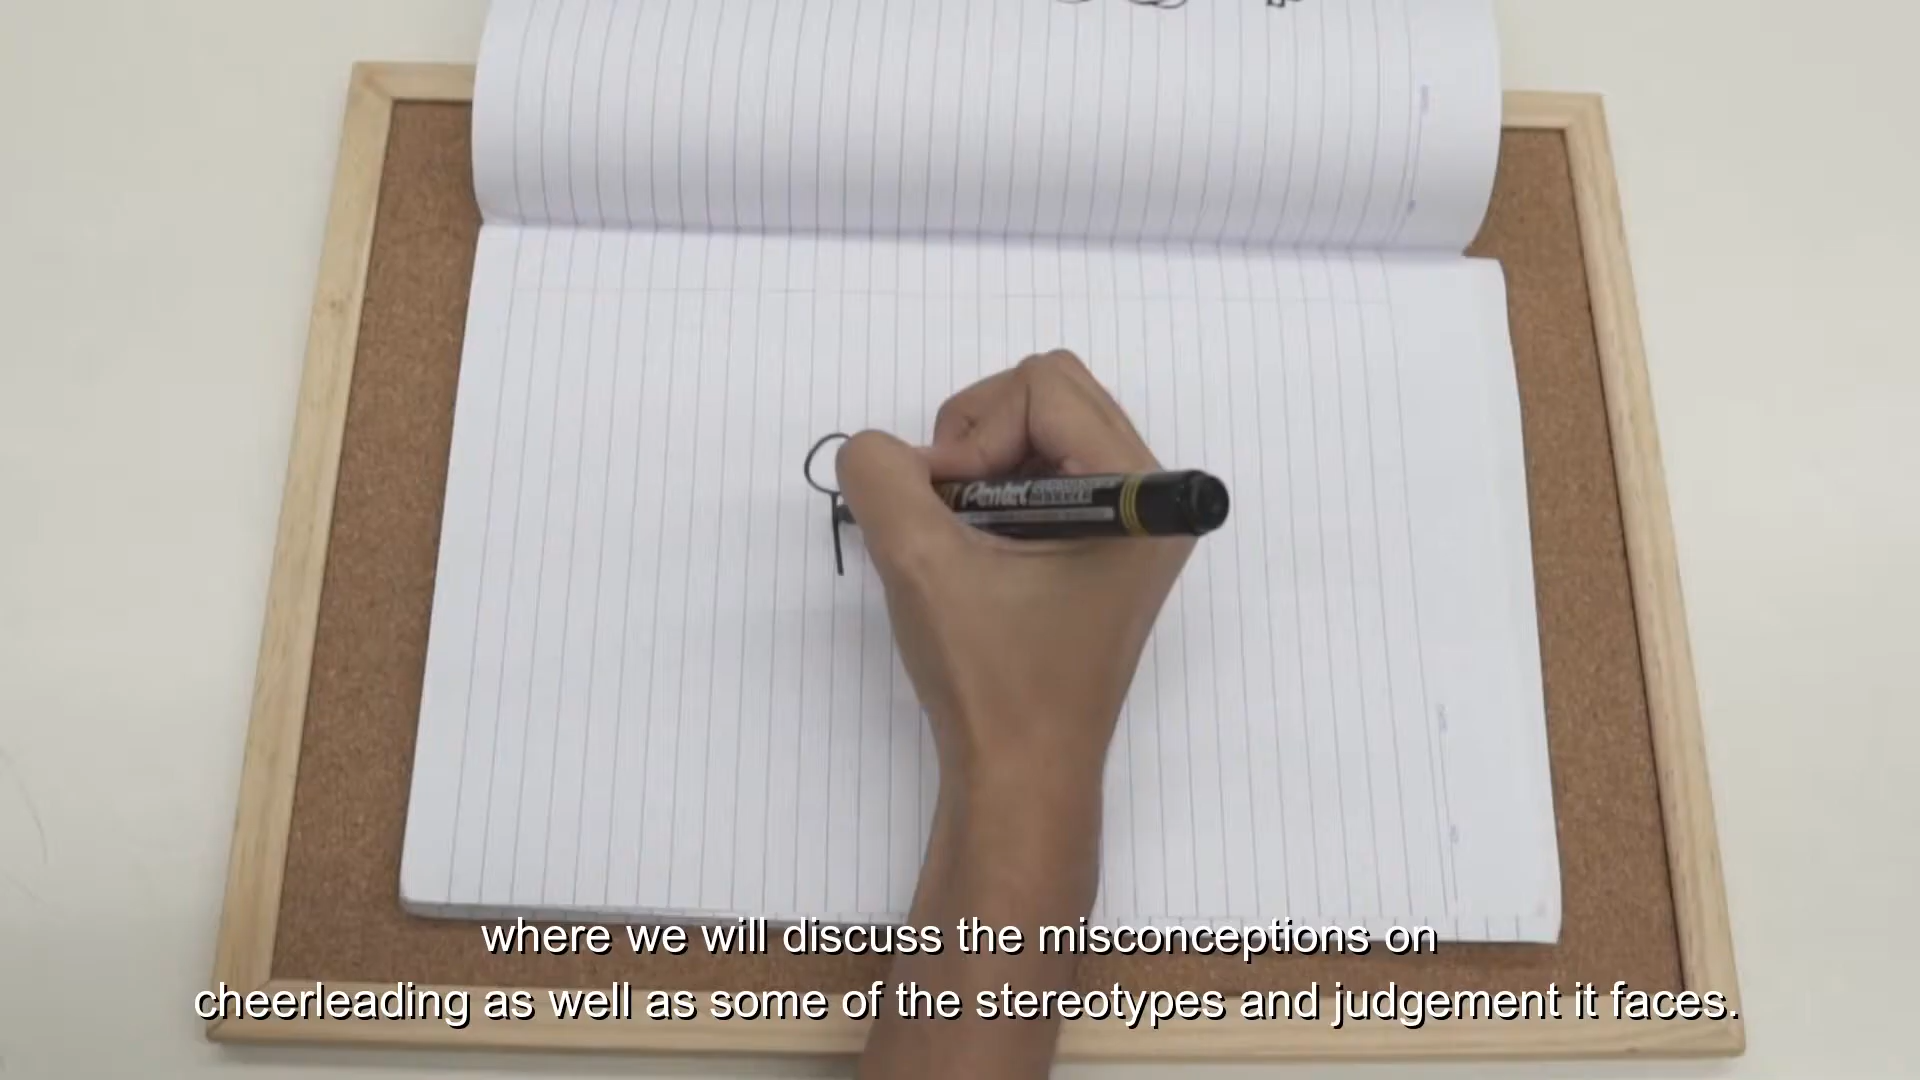 Pentel
where we will discuss the misconceptions on
cheerleading as well as some of the stereotypes and judgement it faces.